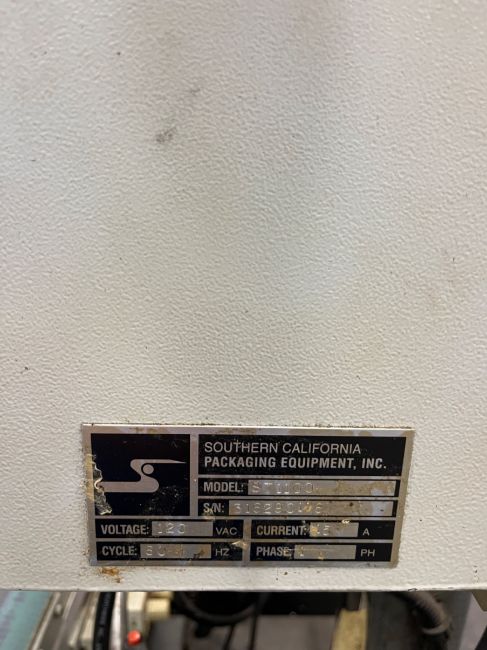 SOUTHERN CALIFORNIA
PACKAGING EQUIPMENT, INC.
MODEL:
S/N:
VOLTAGE: 120 VAC CURRENT: A
CYCLE: HZ PHASE: PH